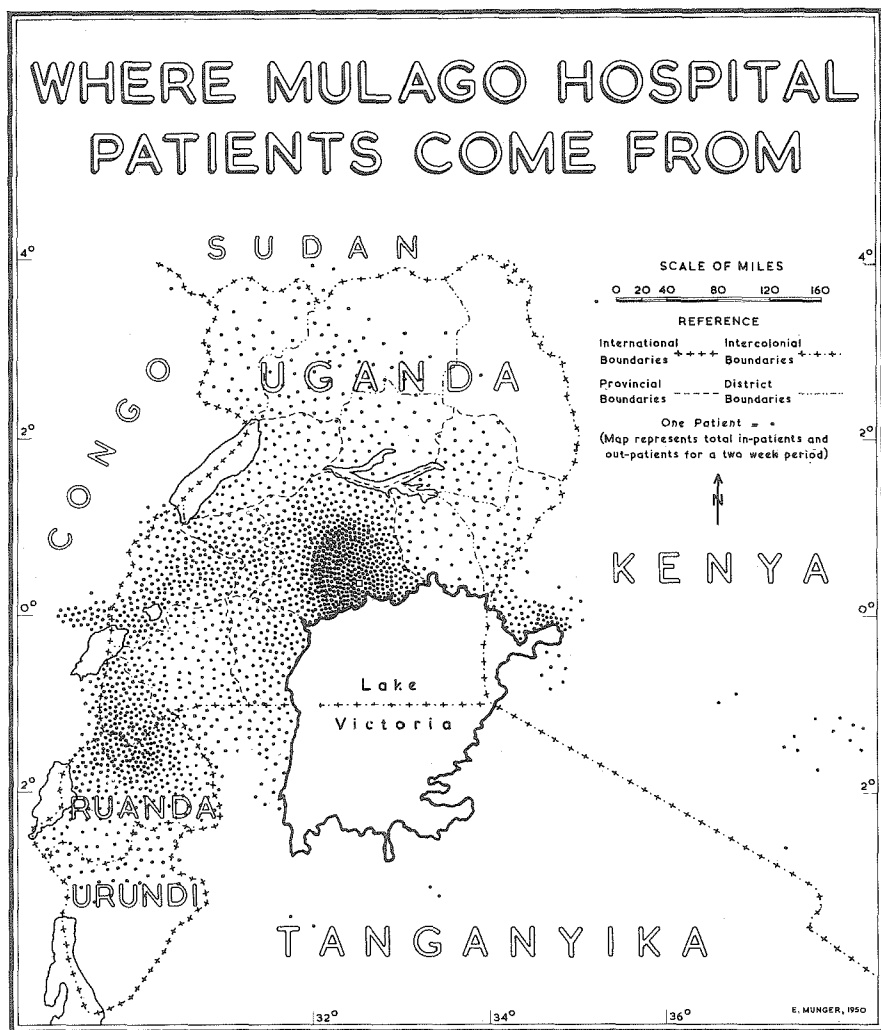 WHERE MULAGO HOSPITAL
PATIENTS COME FROM
SUDAN
4°
4°
SCALE OF MILES
0 20 40 80 120 160
REFERENCE
International Boundaries
Intercolonial Boundaries
Provincial Boundaries
District Boundaries
One Patient =
(Map represents total in-patients and
out-patients for a two week period)
N
UGANDA
CONGO
2°
2°
KENYA
0°
0°
Lake
Victoria
2°
2°
RUANDA
URUNDI
TANGANYIKA
32°
34°
36°
E. MUNGER, 1950